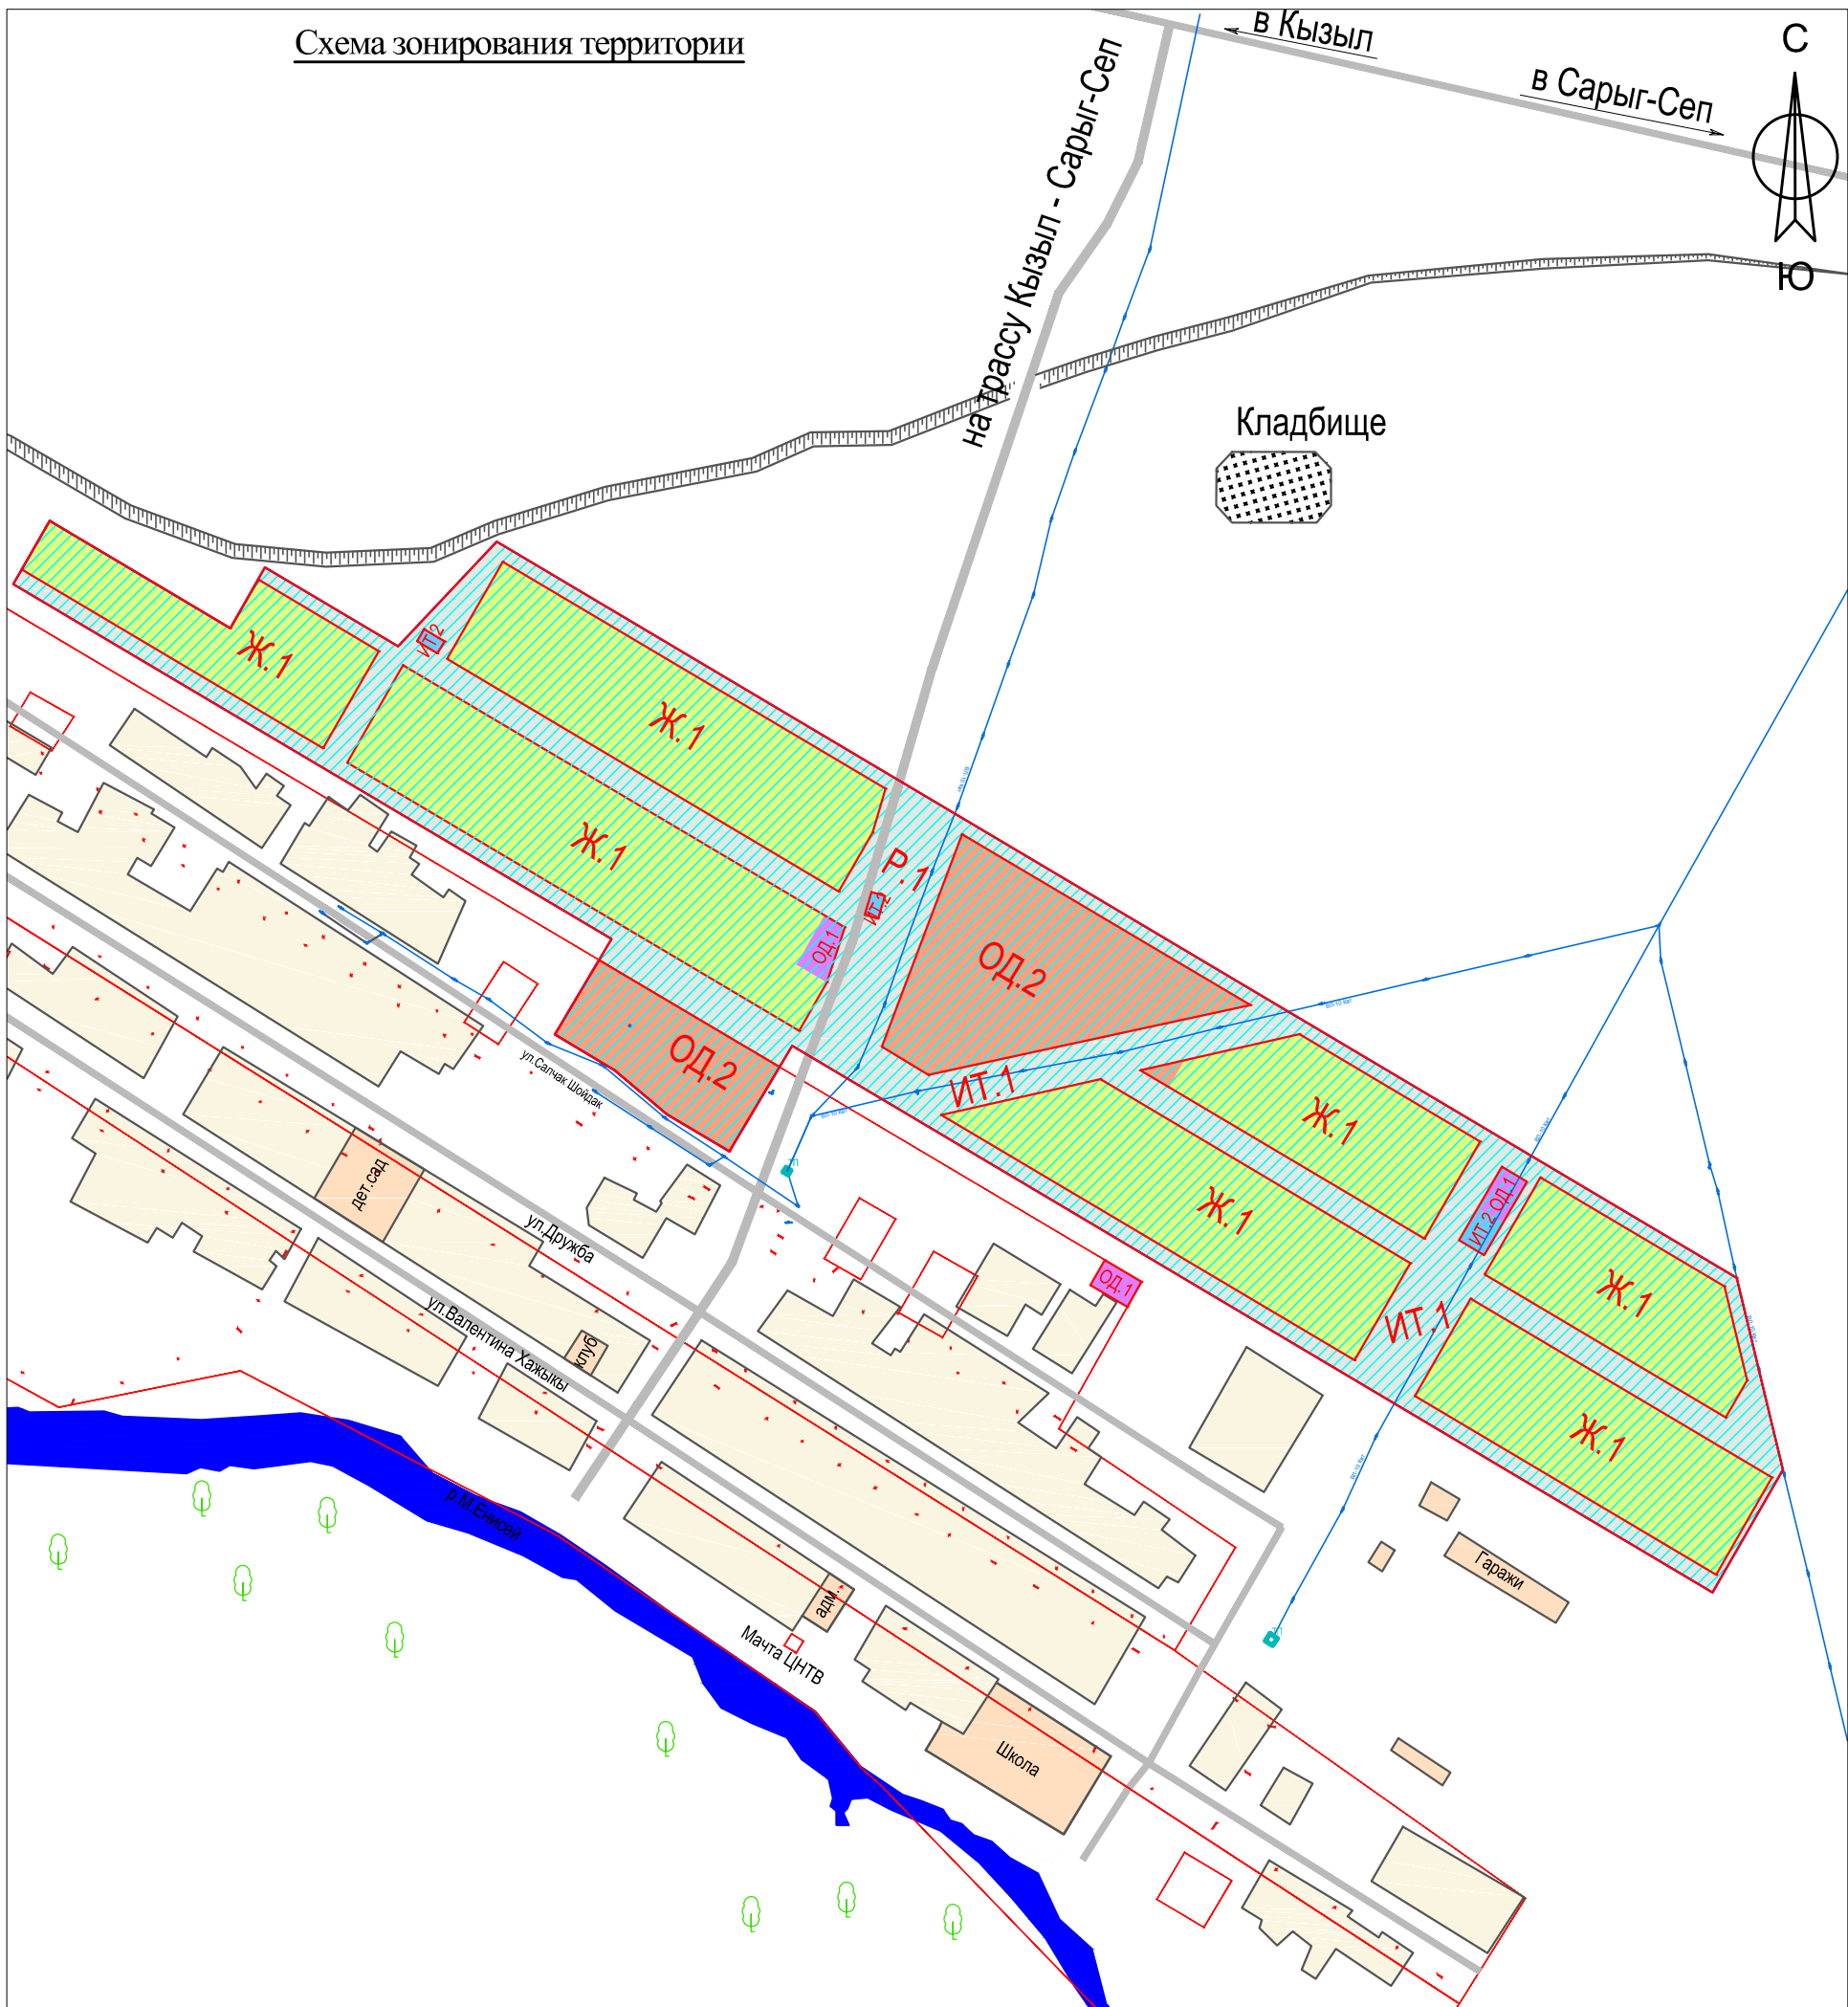 Схема зонирования территории
в Кызыл
в Сарыг-Сеп
С
Ю
на трассу Кызыл - Сарыг-Сеп
Кладбище
Ж.1
ИТ.2
Ж.1
Ж.1
Р.1
ИТ.2
ОД.1
ОД.2
ОД.2
ИТ.1
Ж.1
Ж.1
ИТ.2 ОД.1
Ж.1
ИТ.1
Ж.1
ОД.1
ул.Салчак Шойдак
дет.сад
ул.Дружба
ул.Валентина Хажыкы
клуб
р.М.Енисей
адм.
Мачта ЦНТВ
Школа
Гаражи